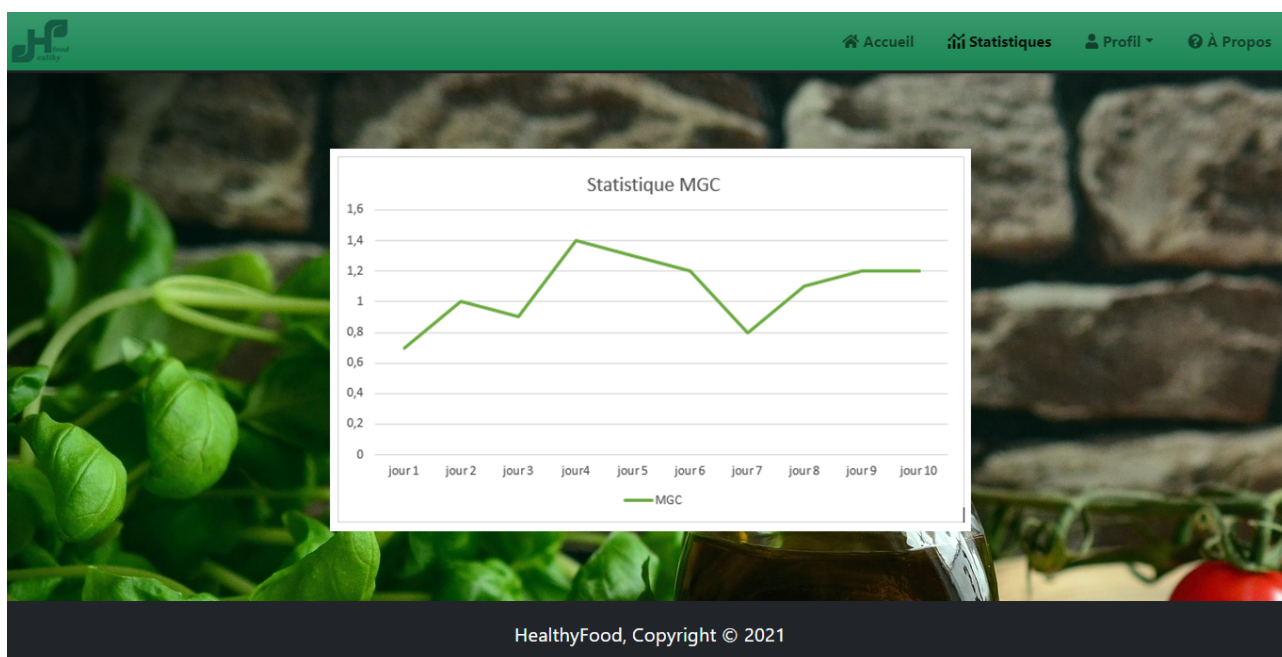 Healthy food
Accueil Statistiques Profil À Propos
Statistique MGC
1,6
1,4
1,2
1
0,8
0,6
0,4
0,2
0
jour 1 jour 2 jour 3 jour4 jour 5 jour 6 jour 7 jour 8 jour 9 jour 10
MGC
HealthyFood, Copyright © 2021